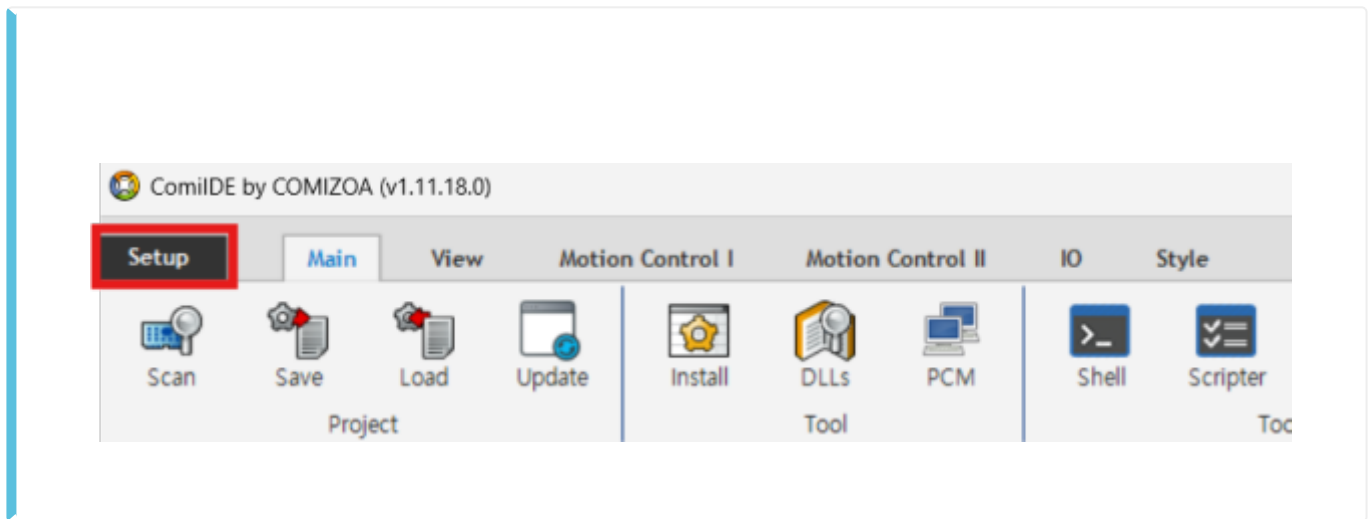 ComiIDE by COMIZOA (v1.11.18.0)
Setup Main View Motion Control I Motion Control II IO Style
Scan Save Load Update Install DLLs PCM Shell Scripter
Project Tool